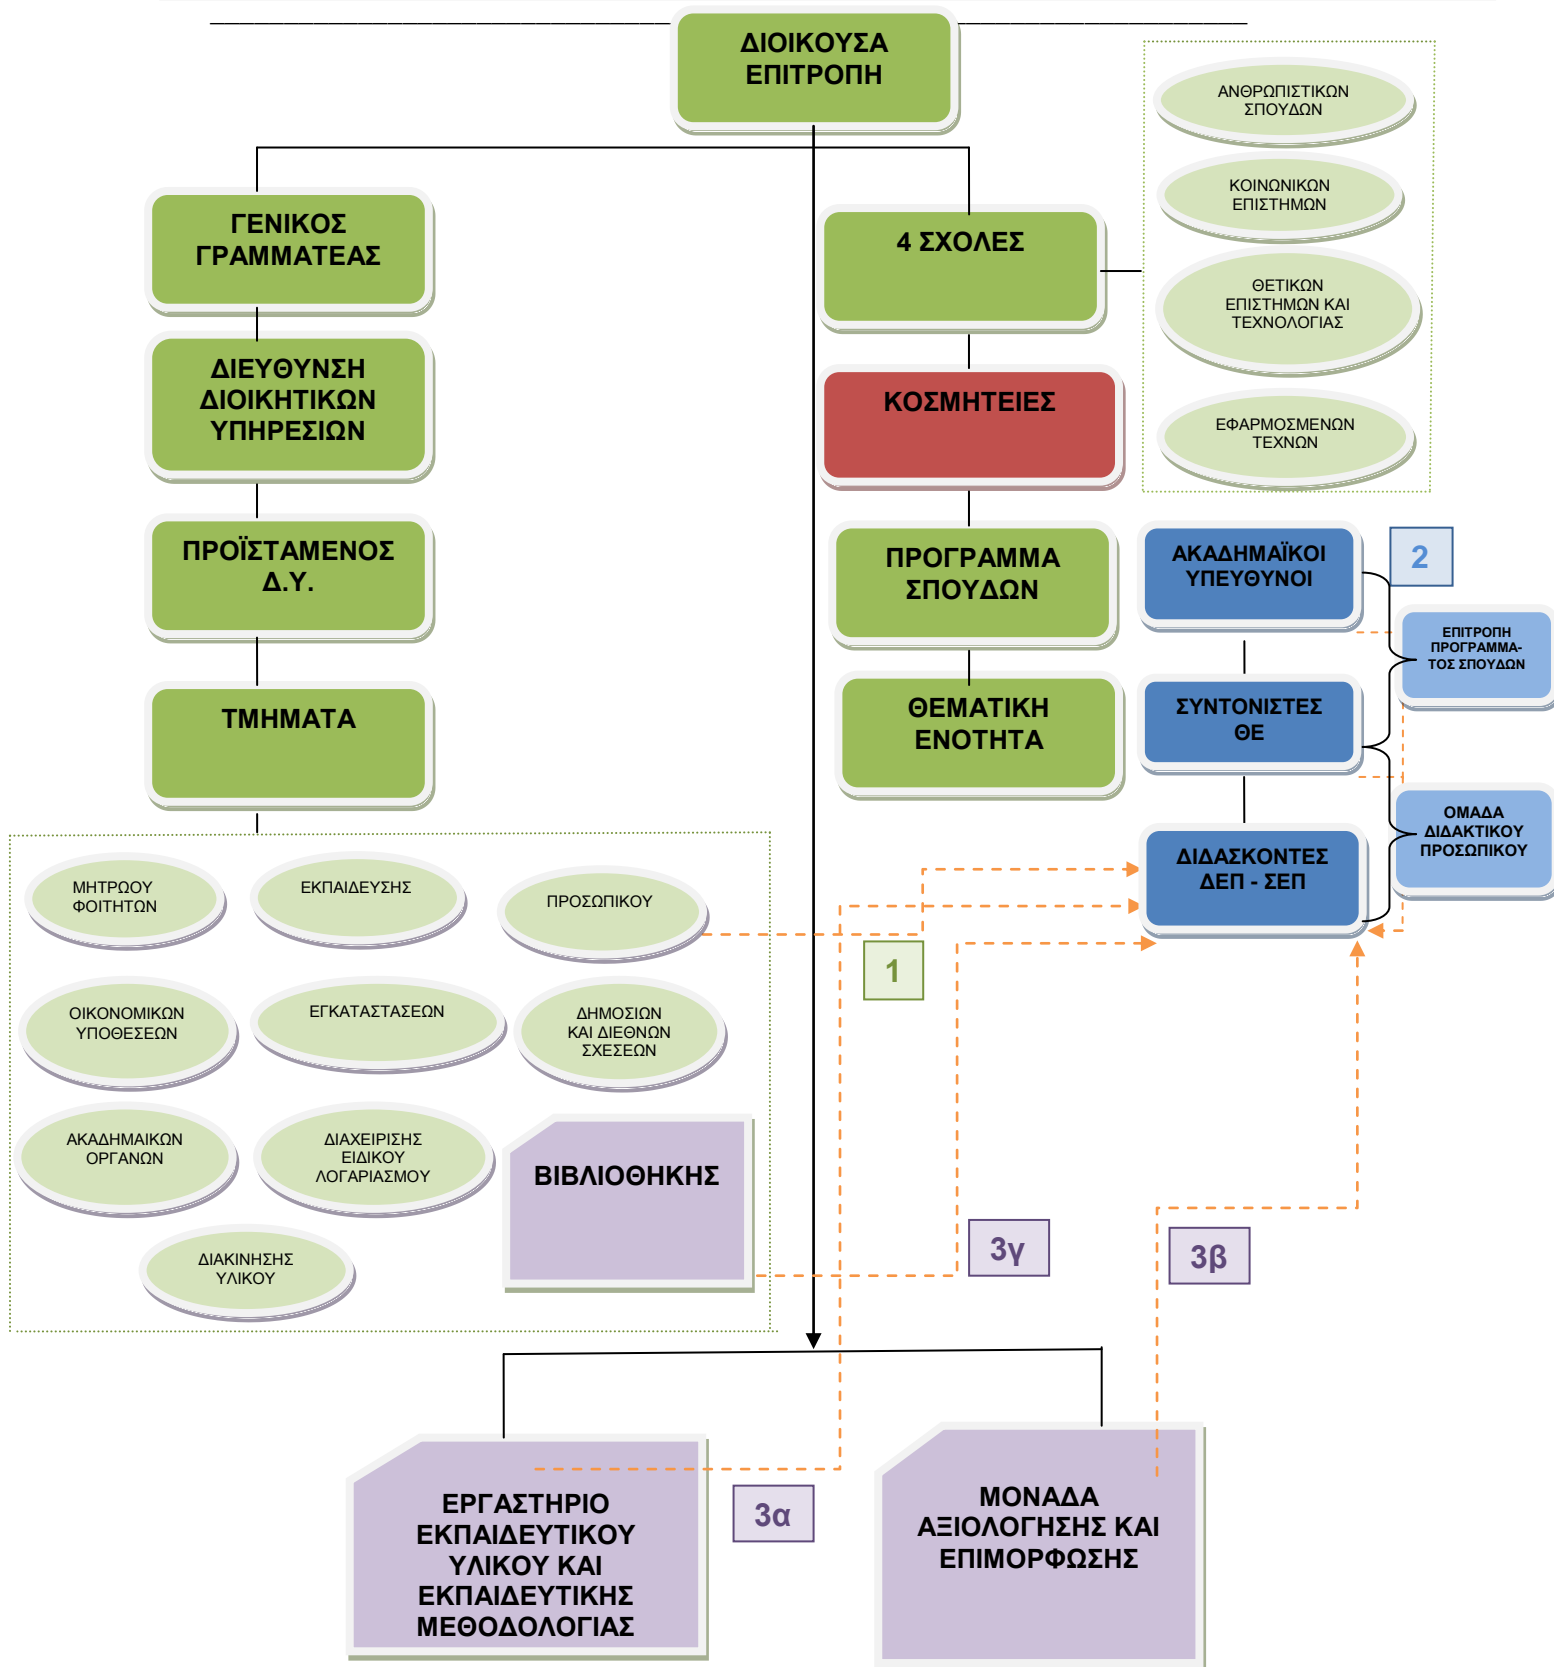 ΔΙΟΙΚΟΥΣΑ
ΕΠΙΤΡΟΠΗ
ΑΝΘΡΩΠΙΣΤΙΚΩΝ
ΣΠΟΥΔΩΝ
ΚΟΙΝΩΝΙΚΩΝ
ΕΠΙΣΤΗΜΩΝ
ΘΕΤΙΚΩΝ
ΕΠΙΣΤΗΜΩΝ ΚΑΙ
ΤΕΧΝΟΛΟΓΙΑΣ
ΕΦΑΡΜΟΣΜΕΝΩΝ
ΤΕΧΝΩΝ
ΓΕΝΙΚΟΣ
ΓΡΑΜΜΑΤΕΑΣ
4 ΣΧΟΛΕΣ
ΔΙΕΥΘΥΝΣΗ
ΔΙΟΙΚΗΤΙΚΩΝ
ΥΠΗΡΕΣΙΩΝ
ΚΟΣΜΗΤΕΙΕΣ
ΠΡΟΪΣΤΑΜΕΝΟΣ
Δ.Υ.
ΠΡΟΓΡΑΜΜΑ
ΣΠΟΥΔΩΝ
ΑΚΑΔΗΜΑΪΚΟΙ
ΥΠΕΥΘΥΝΟΙ
2
ΕΠΙΤΡΟΠΗ
ΠΡΟΓΡΑΜΜΑ-
ΤΟΣ ΣΠΟΥΔΩΝ
ΤΜΗΜΑΤΑ
ΘΕΜΑΤΙΚΗ
ΕΝΟΤΗΤΑ
ΣΥΝΤΟΝΙΣΤΕΣ
ΘΕ
ΟΜΑΔΑ
ΔΙΔΑΚΤΙΚΟΥ
ΠΡΟΣΩΠΙΚΟΥ
ΔΙΔΑΣΚΟΝΤΕΣ
ΔΕΠ - ΣΕΠ
ΜΗΤΡΩΟΥ
ΦΟΙΤΗΤΩΝ
ΕΚΠΑΙΔΕΥΣΗΣ
ΠΡΟΣΩΠΙΚΟΥ
1
ΟΙΚΟΝΟΜΙΚΩΝ
ΥΠΟΘΕΣΕΩΝ
ΕΓΚΑΤΑΣΤΑΣΕΩΝ
ΔΗΜΟΣΙΩΝ
ΚΑΙ ΔΙΕΘΝΩΝ
ΣΧΕΣΕΩΝ
ΑΚΑΔΗΜΑΙΚΩΝ
ΟΡΓΑΝΩΝ
ΔΙΑΧΕΙΡΙΣΗΣ
ΕΙΔΙΚΟΥ
ΛΟΓΑΡΙΑΣΜΟΥ
ΒΙΒΛΙΟΘΗΚΗΣ
ΔΙΑΚΙΝΗΣΗΣ
ΥΛΙΚΟΥ
3γ
3β
ΕΡΓΑΣΤΗΡΙΟ
ΕΚΠΑΙΔΕΥΤΙΚΟΥ
ΥΛΙΚΟΥ ΚΑΙ
ΕΚΠΑΙΔΕΥΤΙΚΗΣ
ΜΕΘΟΔΟΛΟΓΙΑΣ
3α
ΜΟΝΑΔΑ
ΑΞΙΟΛΟΓΗΣΗΣ ΚΑΙ
ΕΠΙΜΟΡΦΩΣΗΣ